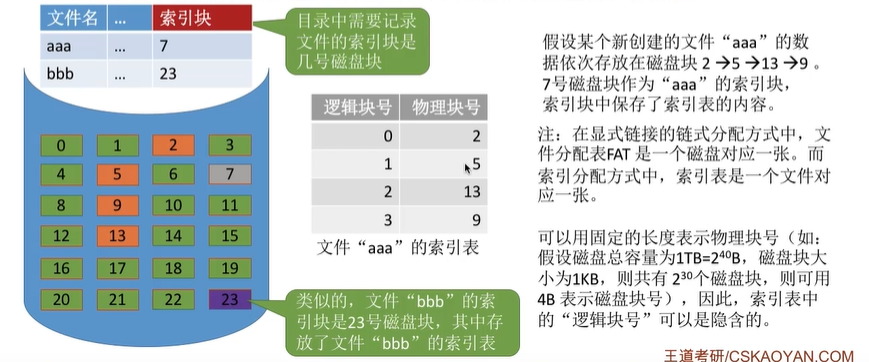 文件名 ... 索引块
aaa ... 7
bbb ... 23
目录中需要记录
文件的索引块是
几号磁盘块
0 1 2 3
4 5 6 7
8 9 10 11
12 13 14 15
16 17 18 19
20 21 22 23
逻辑块号 物理块号
0 2
1 5
2 13
3 9
文件“aaa”的索引表
类似的，文件“bbb”的索
引块是23号磁盘块，其中存
放了文件“bbb”的索引表
假设某个新创建的文件“aaa”的数
据依次存放在磁盘块 2 →5 →13 →9 。
7号磁盘块作为“aaa”的索引块，
索引块中保存了索引表的内容。
注：在显式链接的链式分配方式中，文
件分配表FAT 是一个磁盘对应一张。而
索引分配方式中，索引表是一个文件对
应一张。
可以用固定的长度表示物理块号（如：
假设磁盘总容量为1TB=2⁴⁰B，磁盘块大
小为1KB，则共有 2³⁰个磁盘块，则可用
4B 表示磁盘块号），因此，索引表中
的“逻辑块号”可以是隐含的。
王道考研/CSKAOYAN.COM